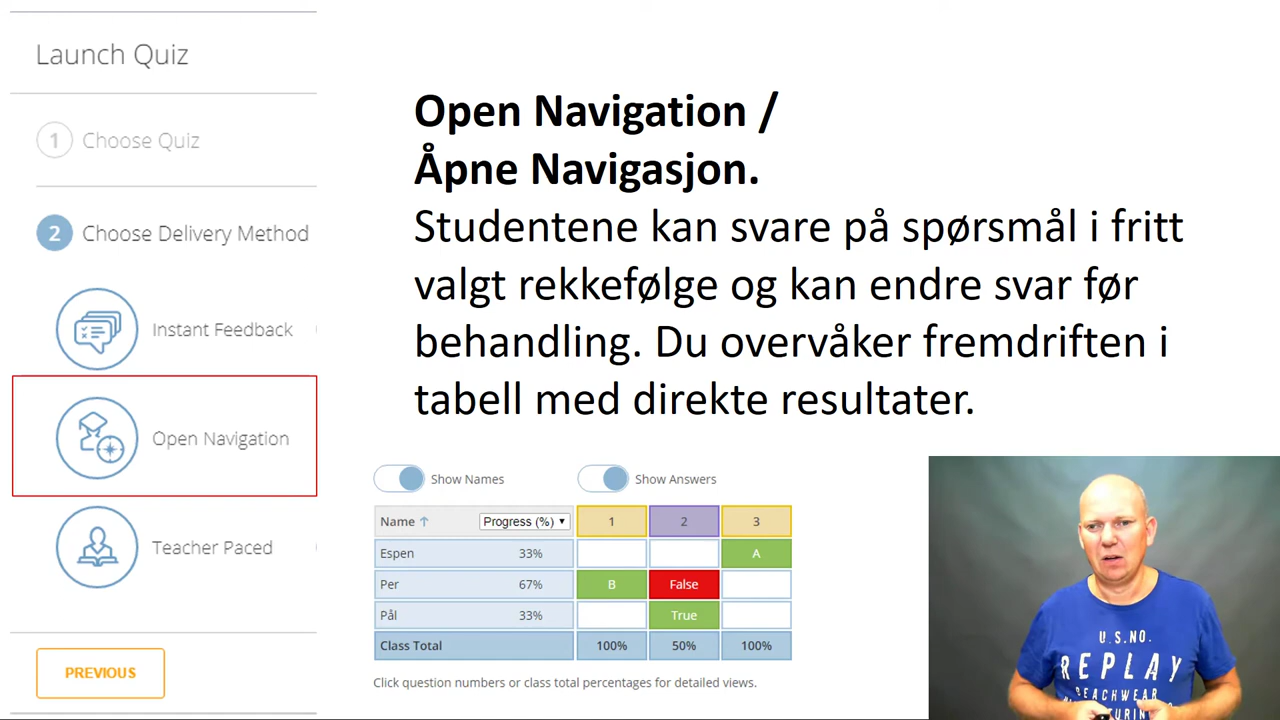 Launch Quiz
1 Choose Quiz
2 Choose Delivery Method
Instant Feedback
Open Navigation
Teacher Paced
PREVIOUS
Open Navigation /
Åpne Navigasjon.
Studentene kan svare på spørsmål i fritt
valgt rekkefølge og kan endre svar før
behandling. Du overvåker fremdriften i
tabell med direkte resultater.
Show Names Show Answers
Name ↑ Progress (%) ▼ 1 2 3
Espen 33% A
Per 67% B False
Pål 33% True
Class Total 100% 50% 100%
Click question numbers or class total percentages for detailed views.
U.S.NO.
REPLAY
BEACHWEAR